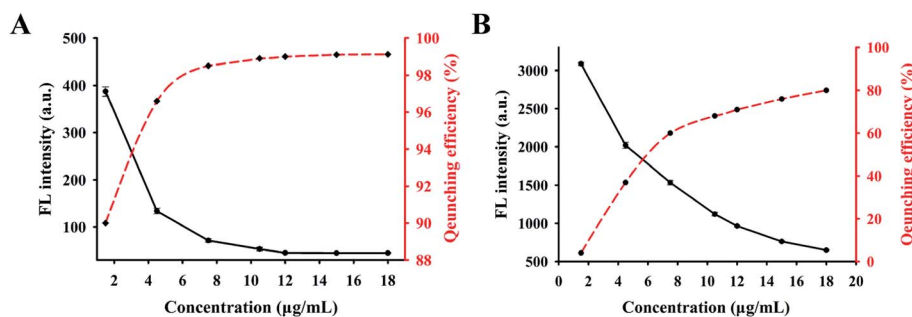 A
FL intensity (a.u.)
500
400
300
200
100
2 4 6 8 10 12 14 16 18
Concentration (µg/mL)
100
98
96
94
92
90
88
Qeunching efficiency (%)
B
FL intensity (a.u.)
3000
2500
2000
1500
1000
500
0 2 4 6 8 10 12 14 16 18 20
Concentration (µg/mL)
100
80
60
40
20
0
Qeunching efficiency (%)